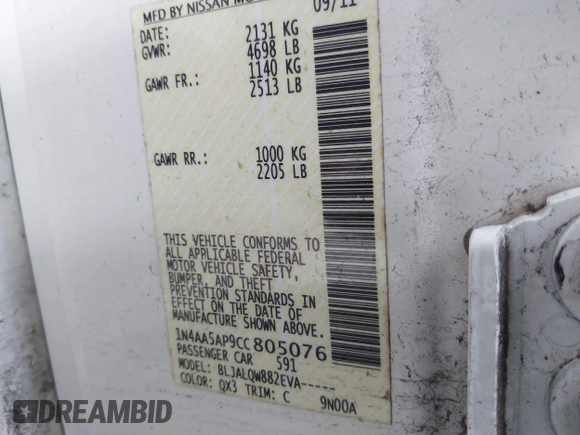 MFD BY NISSAN MO
DATE: 09/11
GVWR: 2131 KG
4698 LB
GAWR FR.: 1140 KG
2513 LB
GAWR RR.: 1000 KG
2205 LB
THIS VEHICLE CONFORMS TO
ALL APPLICABLE FEDERAL
MOTOR VEHICLE SAFETY,
BUMPER, AND THEFT
PREVENTION STANDARDS IN
EFFECT ON THE DATE OF
MANUFACTURE SHOWN ABOVE.
1N4AA5AP9CC805076
PASSENGER CAR 591
MODEL: BLJALQW882EVA-----
COLOR: QX3 TRIM: C 9N00A
DREAMBID